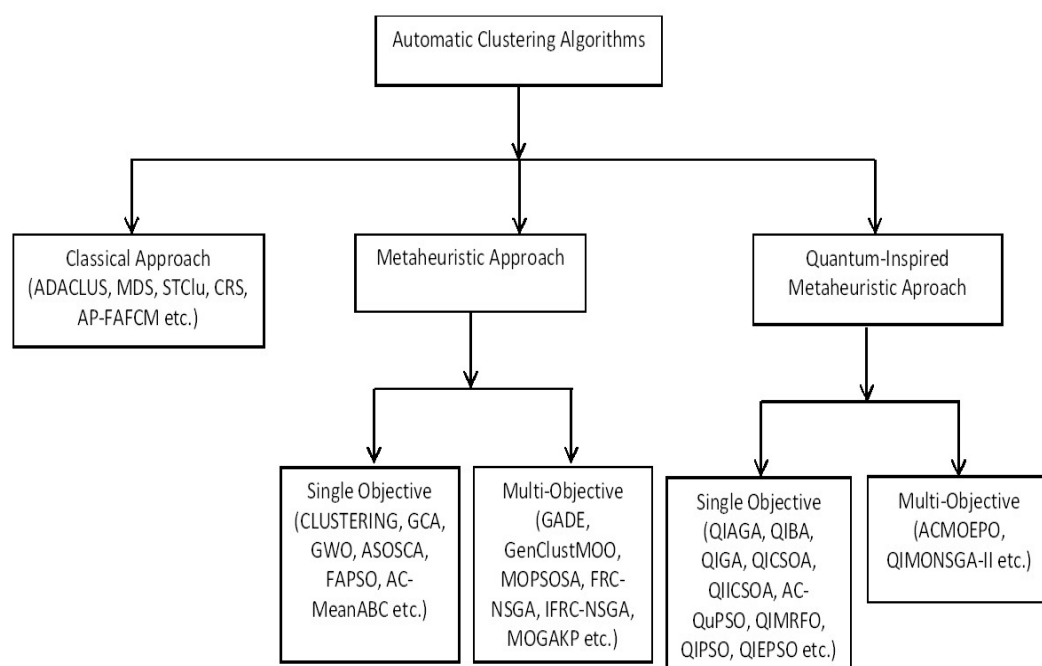 Automatic Clustering Algorithms
Classical Approach
(ADACLUS, MDS, STClu, CRS,
AP-FAFCM etc.)
Metaheuristic Approach
Quantum-Inspired
Metaheuristic Aproach
Single Objective
(CLUSTERING, GCA,
GWO, ASOSCA,
FAPSO, AC-
MeanABC etc.)
Multi-Objective
(GADE,
GenClustMOO,
MOPSOSA, FRC-
NSGA, IFRC-NSGA,
MOGAKP etc.)
Single Objective
(QIAGA, QIBA,
QIGA, QICSOA,
QIICSOA, AC-
QuPSO, QIMRFO,
QIPSO, QIEPSO etc.)
Multi-Objective
(ACMOEPO,
QIMONSGA-II etc.)